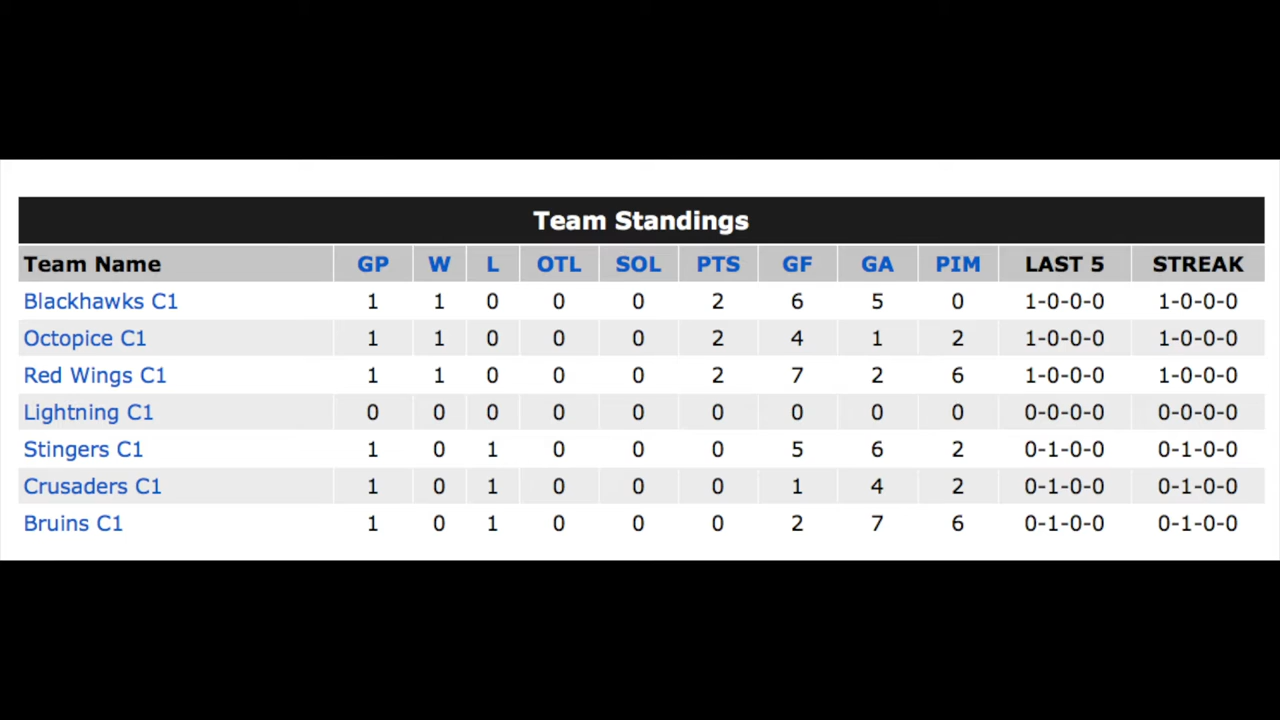 Team Standings
Team Name GP W L OTL SOL PTS GF GA PIM LAST 5 STREAK
Blackhawks C1 1 1 0 0 0 2 6 5 0 1-0-0-0 1-0-0-0
Octopice C1 1 1 0 0 0 2 4 1 2 1-0-0-0 1-0-0-0
Red Wings C1 1 1 0 0 0 2 7 2 6 1-0-0-0 1-0-0-0
Lightning C1 0 0 0 0 0 0 0 0 0 0-0-0-0 0-0-0-0
Stingers C1 1 0 1 0 0 0 5 6 2 0-1-0-0 0-1-0-0
Crusaders C1 1 0 1 0 0 0 1 4 2 0-1-0-0 0-1-0-0
Bruins C1 1 0 1 0 0 0 2 7 6 0-1-0-0 0-1-0-0